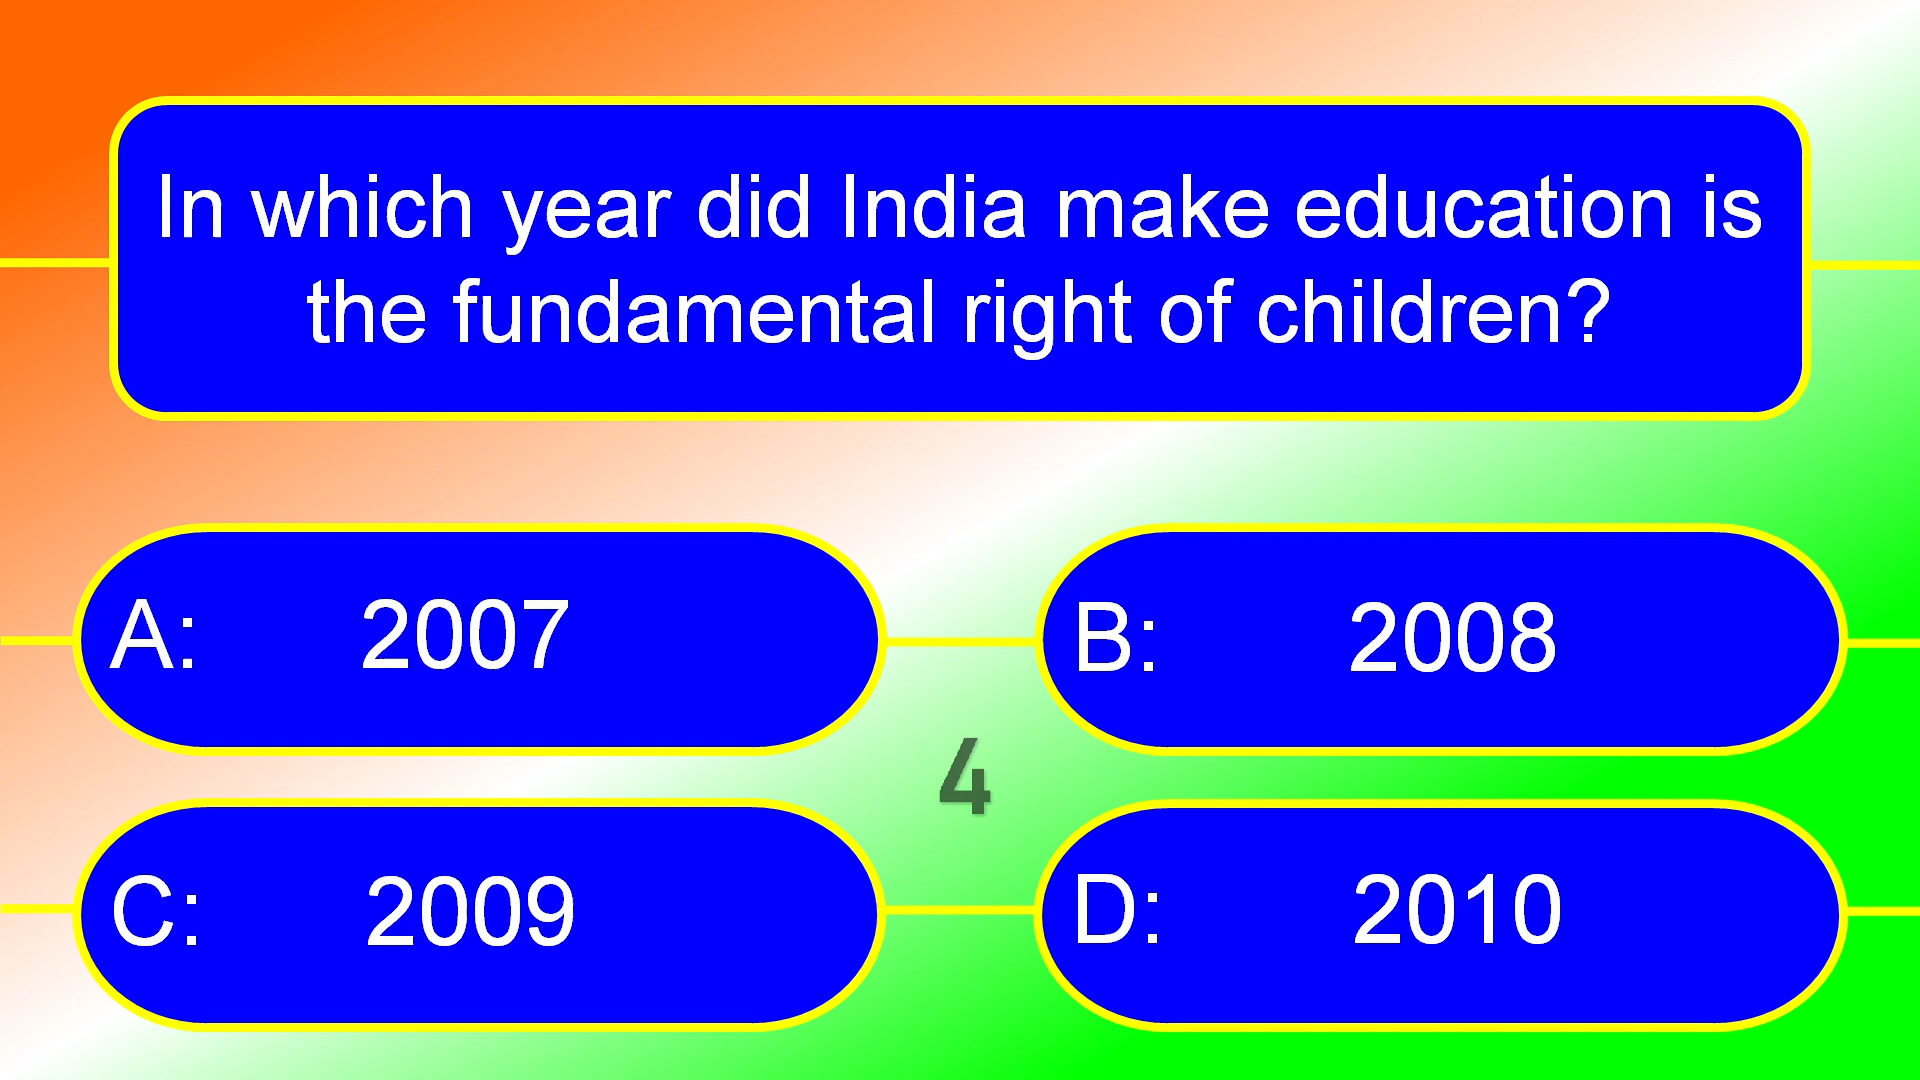 In which year did India make education is
the fundamental right of children?
A: 2007
B: 2008
4
C: 2009
D: 2010